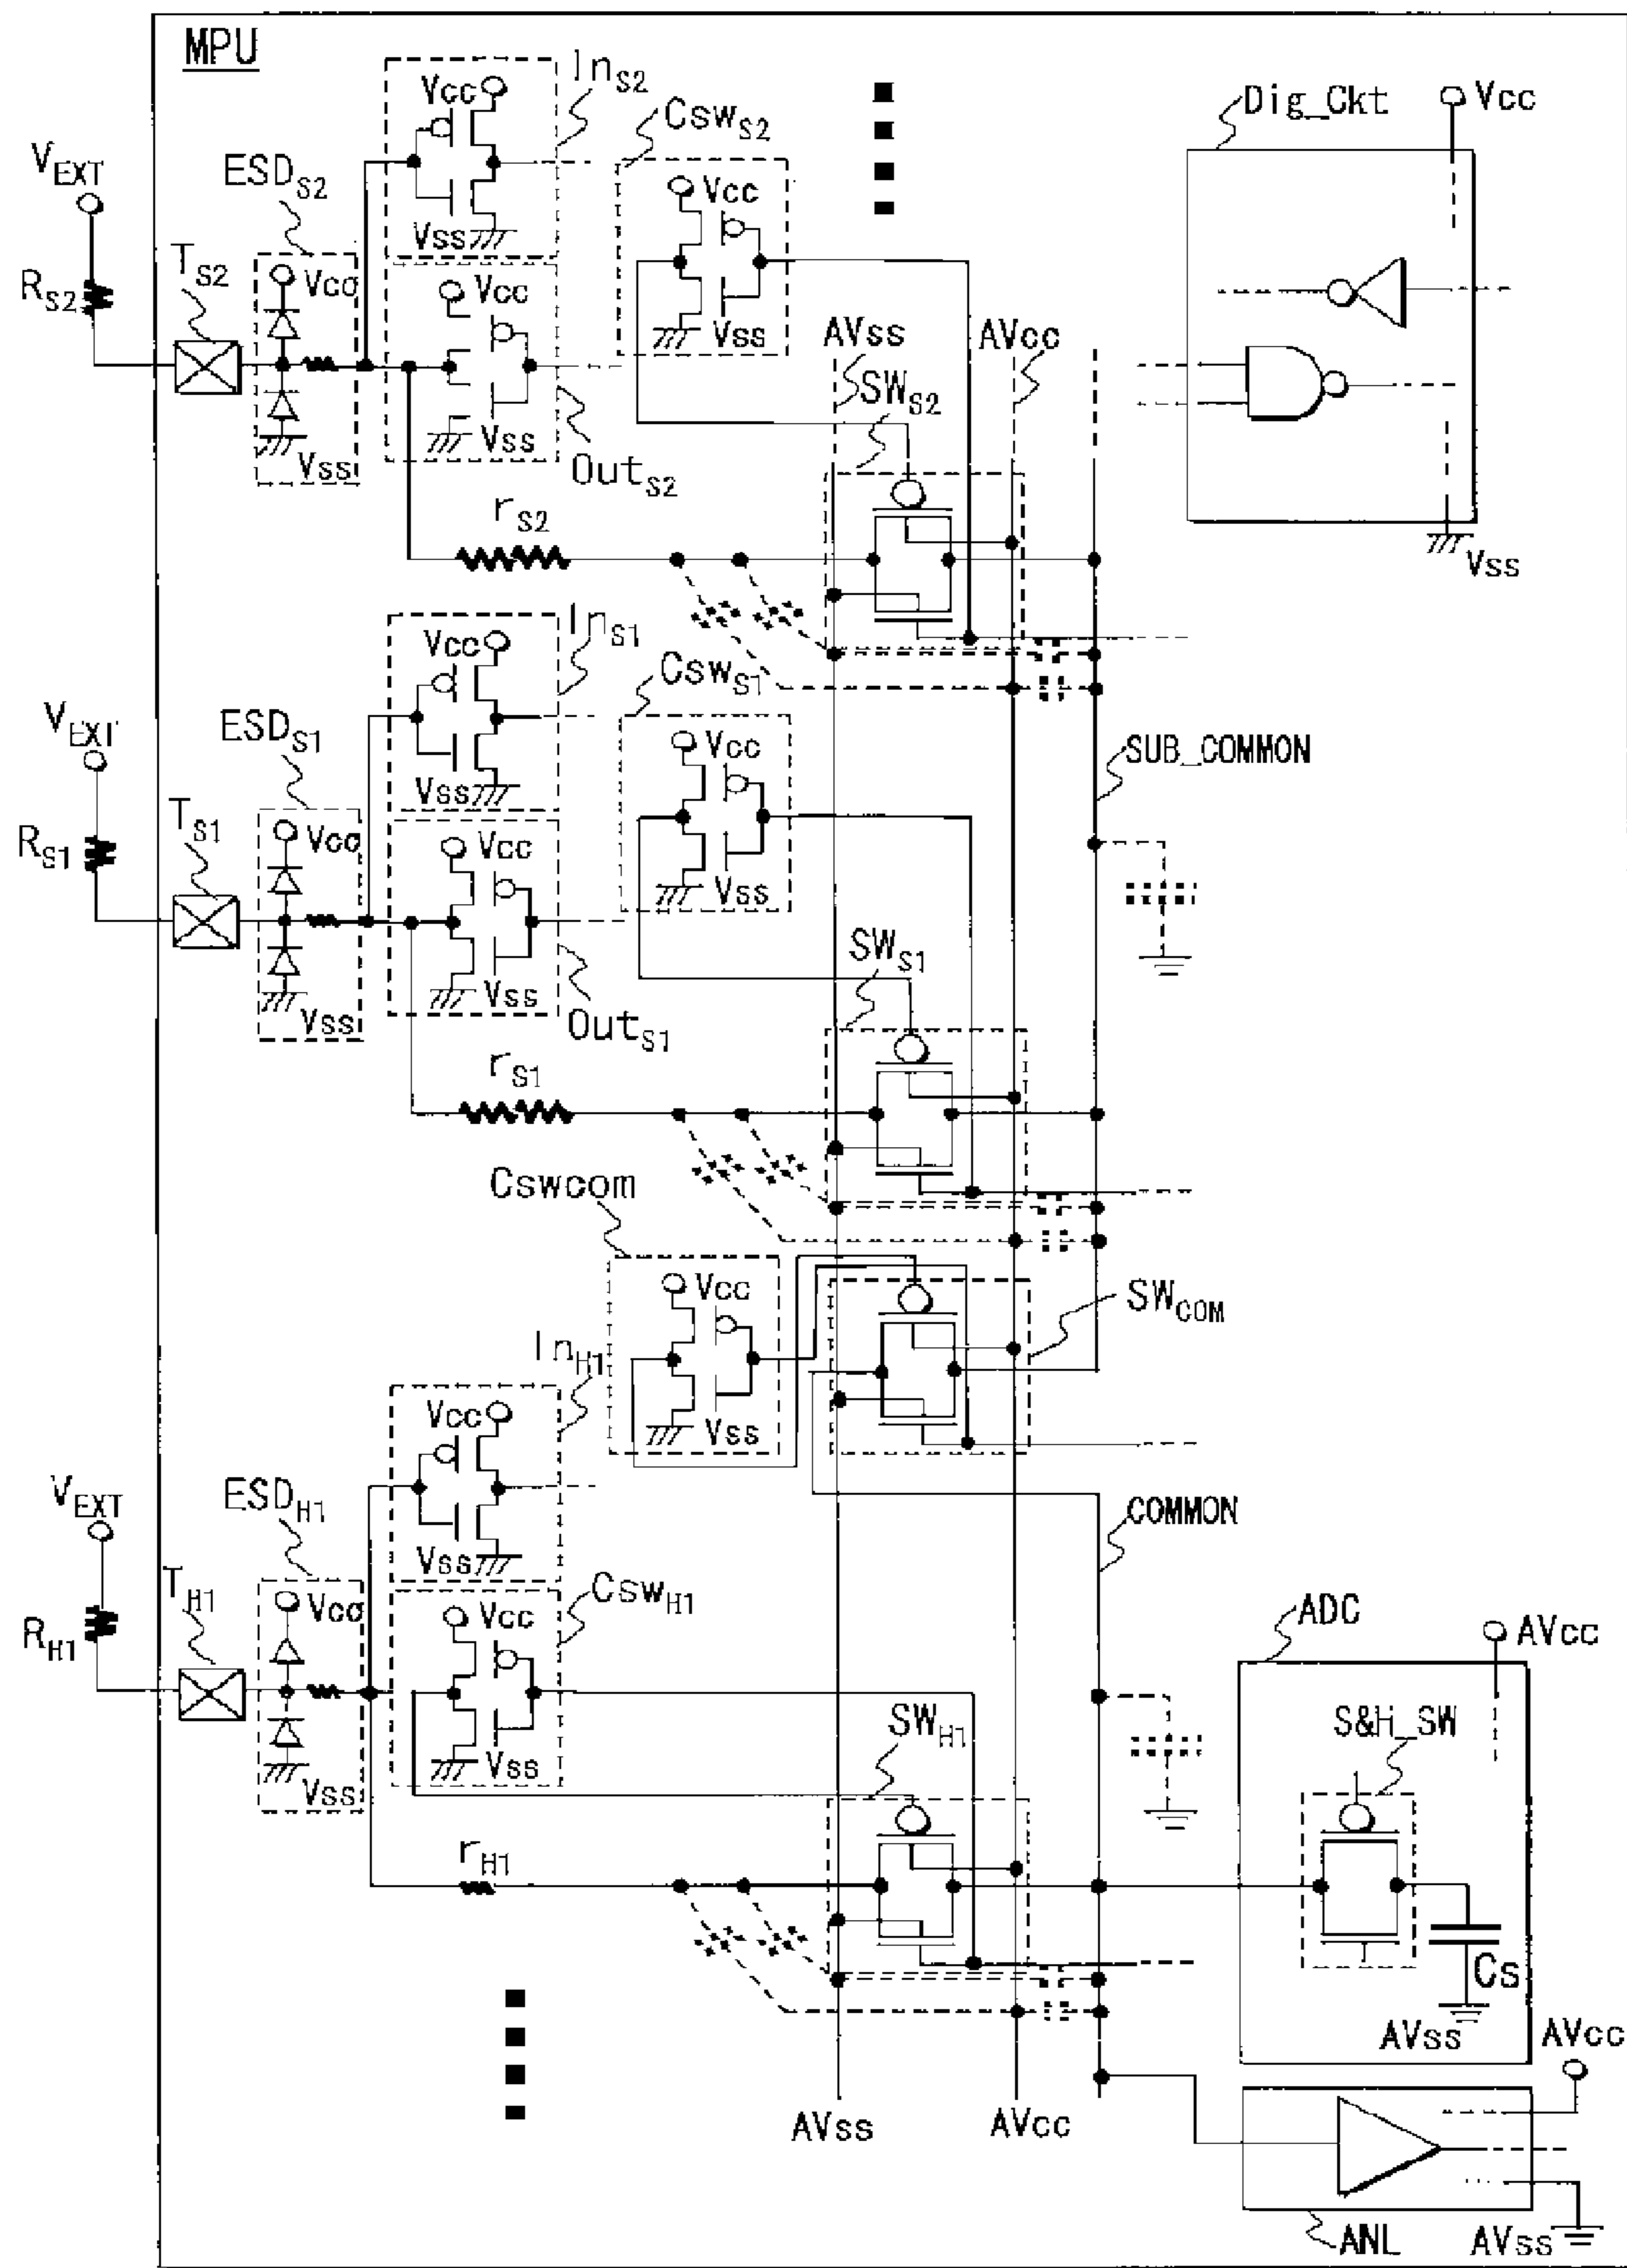 MPU
In_S2
Vcc
Csw_S2
Dig_Ckt
Vcc
V_EXT
ESD_S2
Vss
Vcc
T_S2
Vcc
R_S2
Vcc
Vss
AVss
AVcc
SW_S2
Vss
Vss
Out_S2
r_S2
Vss
In_S1
Vcc
Csw_S1
V_EXT
ESD_S1
Vcc
SUB_COMMON
Vss
T_S1
Vcc
Vcc
R_S1
Vss
SW_S1
Vss
Vss
Out_S1
r_S1
Cswcom
Vcc
SW_COM
In_H1
Vcc
Vss
V_EXT
ESD_H1
COMMON
Vss
T_H1
Vcc
Vcc
Csw_H1
ADC
AVcc
R_H1
SW_H1
S&H_SW
Vss
Vss
r_H1
Cs
AVss
AVcc
AVss
AVcc
ANL
AVss